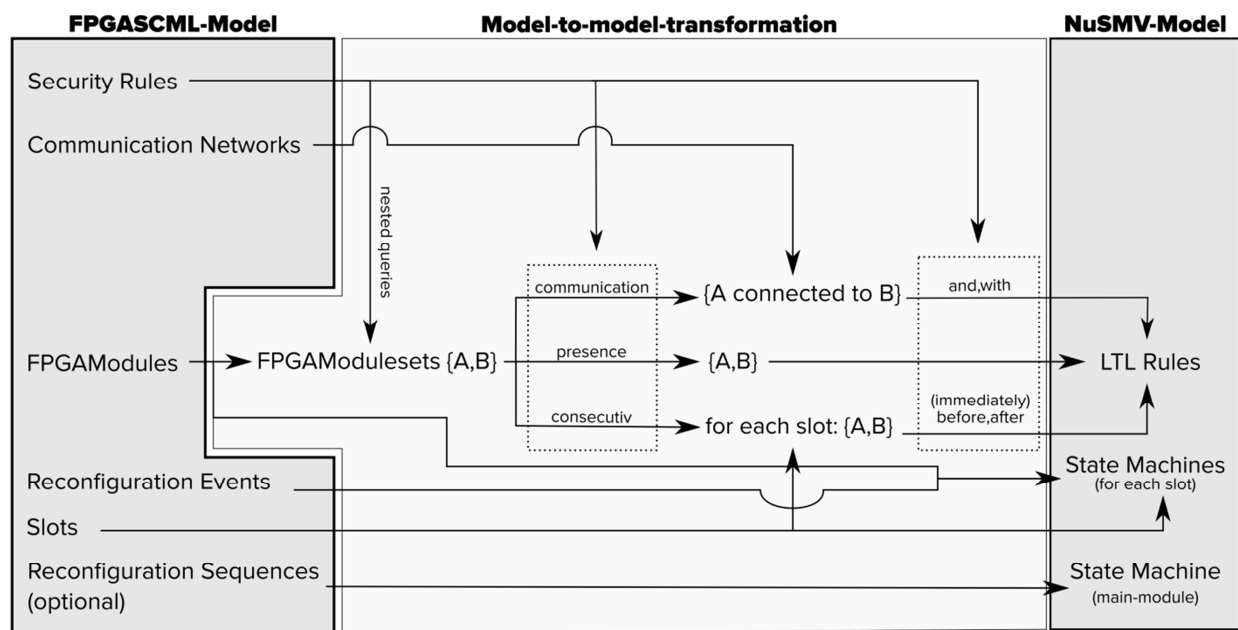 FPGASCML-Model
Model-to-model-transformation
NuSMV-Model
Security Rules
Communication Networks
nested queries
communication
{A connected to B}
and,with
FPGAModules
FPGAModulesets {A,B}
presence
{A,B}
LTL Rules
consecutiv
for each slot: {A,B}
(immediately)
before,after
Reconfiguration Events
State Machines
(for each slot)
Slots
Reconfiguration Sequences
(optional)
State Machine
(main-module)